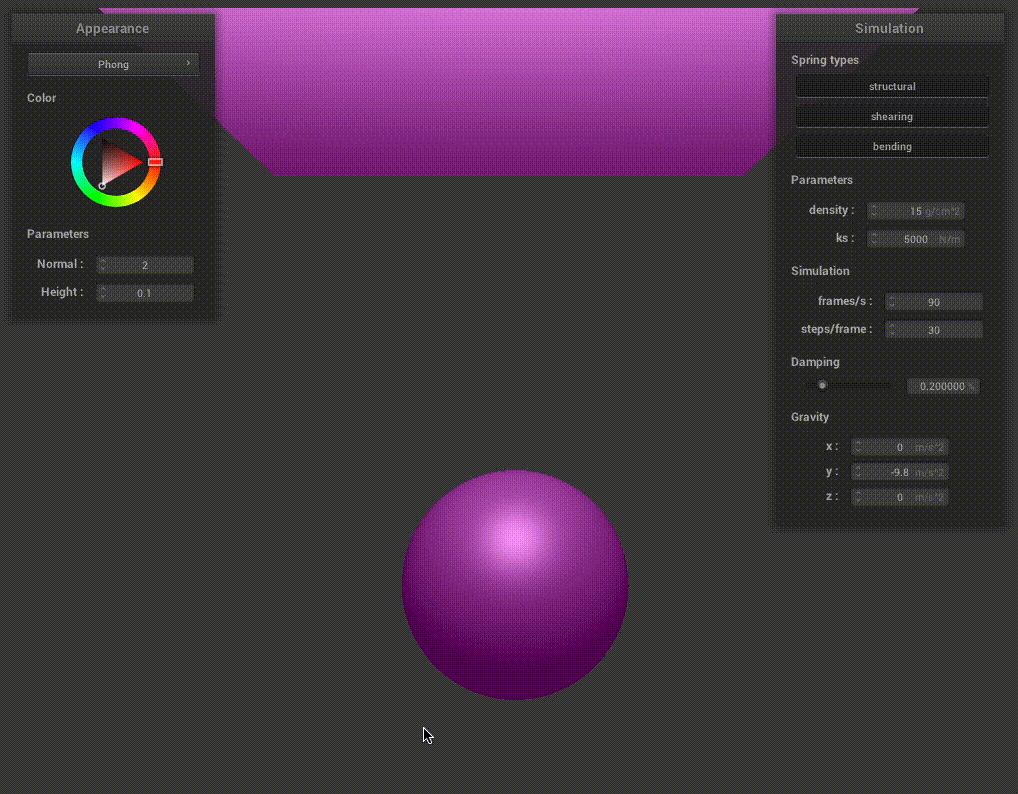 Appearance
Phong
Color
Parameters
Normal : 2
Height : 0.1
Simulation
Spring types
structural
shearing
bending
Parameters
density : 15 g/cm^2
ks : 5000 N/m
Simulation
frames/s : 90
steps/frame : 30
Damping
0.200000 %
Gravity
x : 0 m/s^2
y : -9.8 m/s^2
z : 0 m/s^2